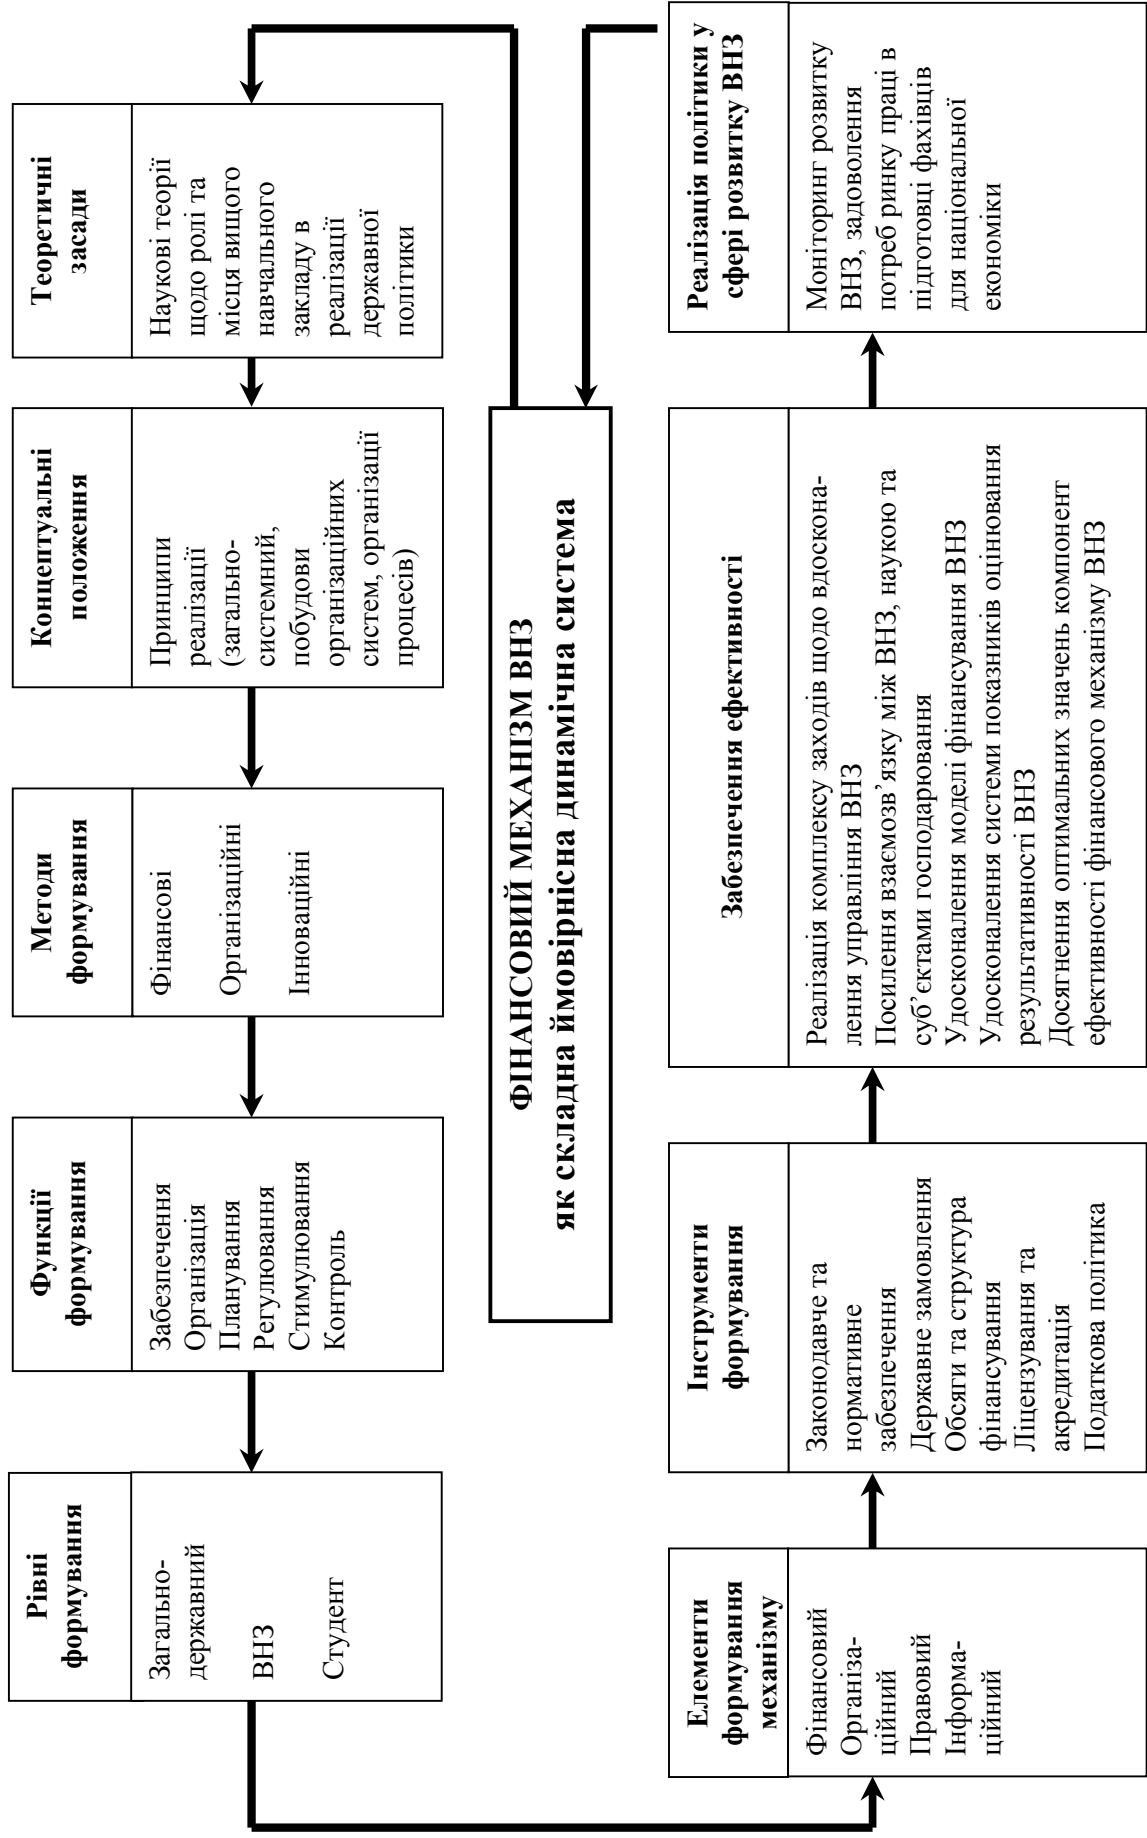 Теоретичні
засади
Наукові теорії
щодо ролі та
місця вищого
навчального
закладу в
реалізації
державної
політики
Концептуальні
положення
Принципи
реалізації
(загально-
системний,
побудови
організаційних
систем, організації
процесів)
Методи
формування
Фінансові
Організаційні
Інноваційні
Функції
формування
Забезпечення
Організація
Планування
Регулювання
Стимулювання
Контроль
Рівні
формування
Загально-
державний
ВНЗ
Студент
ФІНАНСОВИЙ МЕХАНІЗМ ВНЗ
як складна ймовірнісна динамічна система
Елементи
формування
механізму
Фінансовий
Організа-
ційний
Правовий
Інформа-
ційний
Інструменти
формування
Законодавче та
нормативне
забезпечення
Державне замовлення
Обсяги та структура
фінансування
Ліцензування та
акредитація
Податкова політика
Забезпечення ефективності
Реалізація комплексу заходів щодо вдоскона-
лення управління ВНЗ
Посилення взаємозв’язку між ВНЗ, наукою та
суб’єктами господарювання
Удосконалення моделі фінансування ВНЗ
Удосконалення системи показників оцінювання
результативності ВНЗ
Досягнення оптимальних значень компонент
ефективності фінансового механізму ВНЗ
Реалізація політики у
сфері розвитку ВНЗ
Моніторинг розвитку
ВНЗ, задоволення
потреб ринку праці в
підготовці фахівців
для національної
економіки